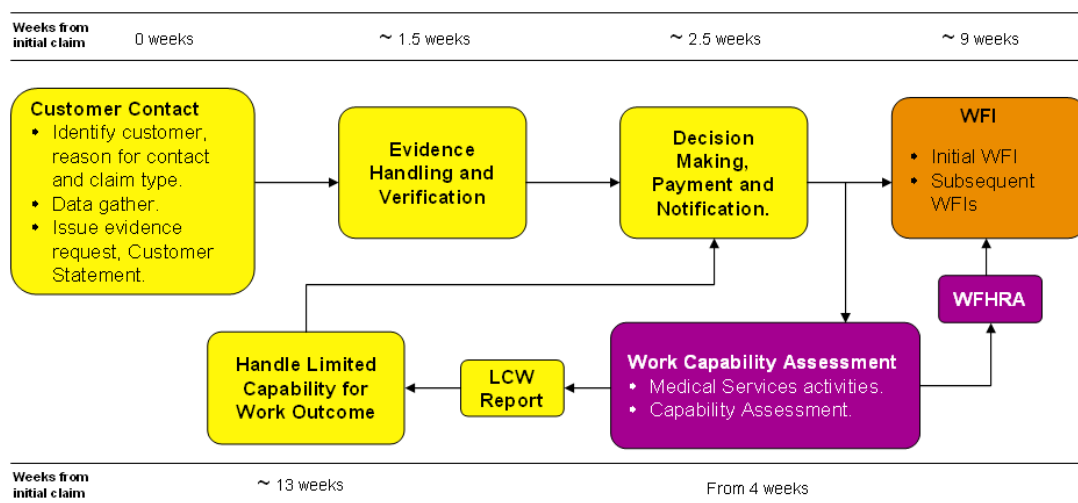 Weeks from
initial claim
0 weeks
~ 1.5 weeks
~ 2.5 weeks
~ 9 weeks
Customer Contact
• Identify customer,
reason for contact
and claim type.
• Data gather.
• Issue evidence
request, Customer
Statement.
Evidence
Handling and
Verification
Decision
Making,
Payment and
Notification.
WFI
• Initial WFI
• Subsequent
WFIs
WFHRA
Handle Limited
Capability for
Work Outcome
LCW
Report
Work Capability Assessment
• Medical Services activities.
• Capability Assessment.
Weeks from
initial claim
~ 13 weeks
From 4 weeks